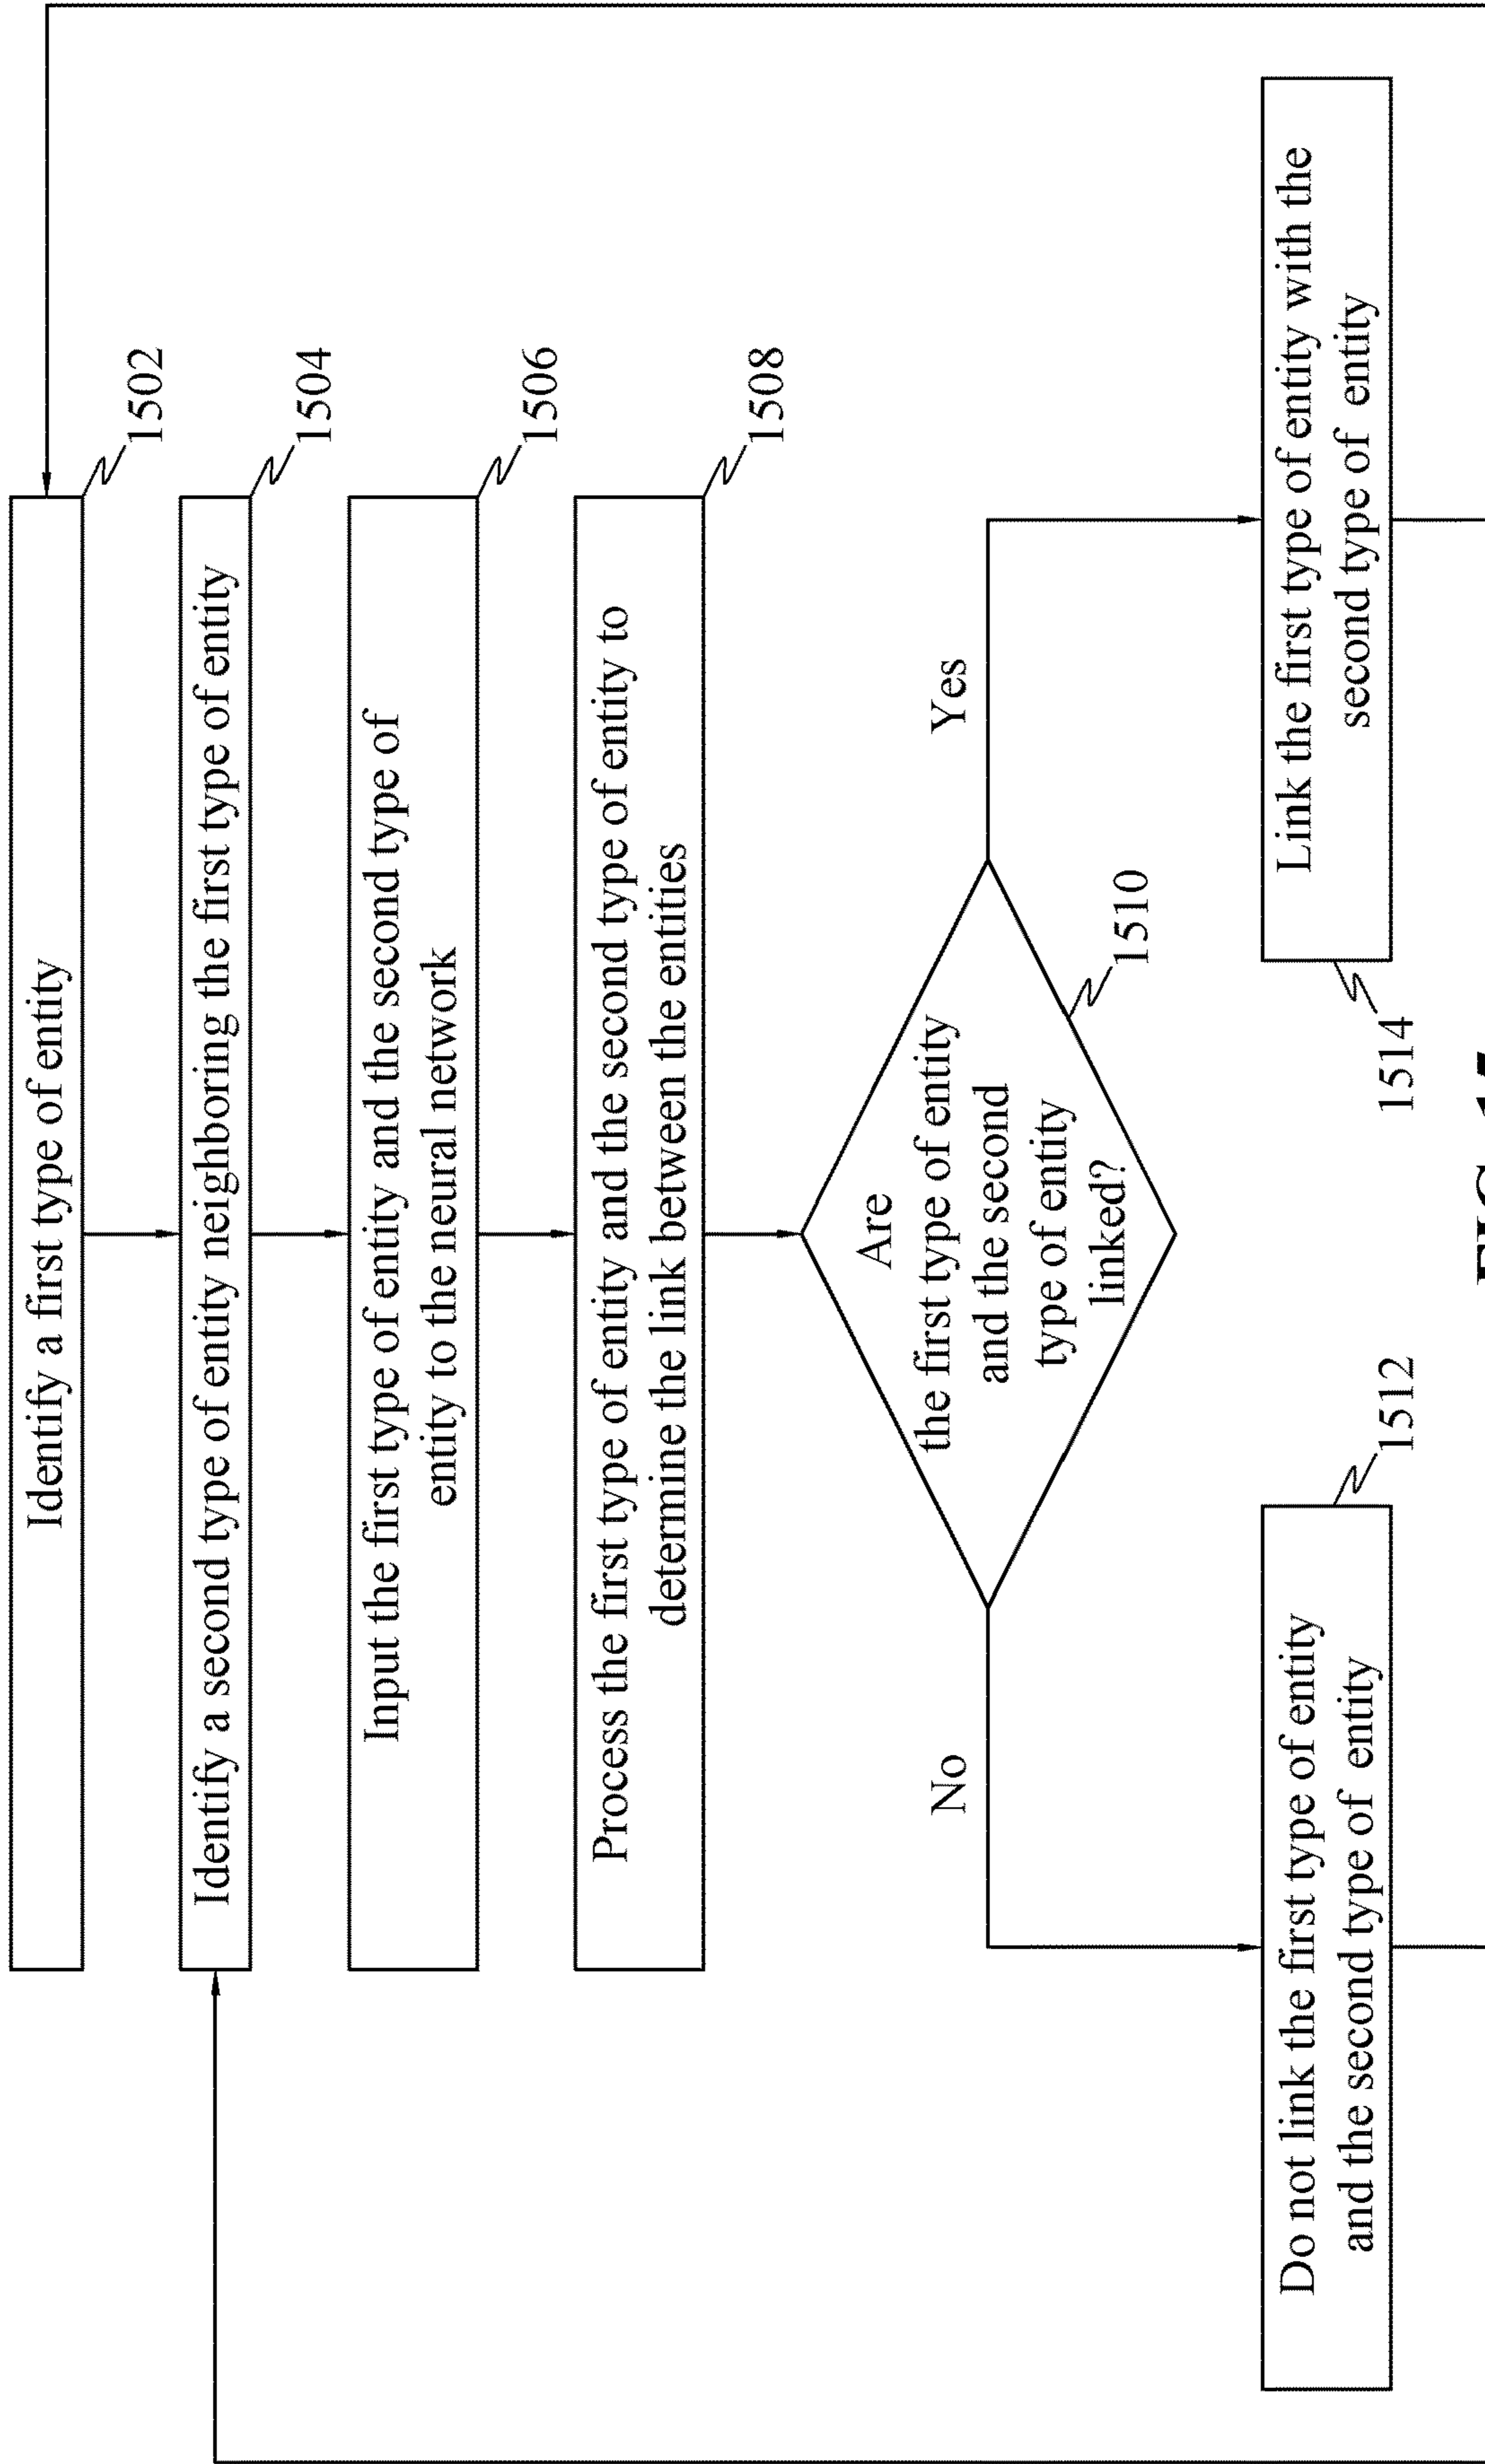 Identify a first type of entity
1502
Identify a second type of entity neighboring the first type of entity
1504
Input the first type of entity and the second type of
entity to the neural network
1506
Process the first type of entity and the second type of entity to
determine the link between the entities
1508
Are
the first type of entity
and the second
type of entity
linked?
1510
No
Yes
Do not link the first type of entity
and the second type of entity
1512
Link the first type of entity with the
second type of entity
1514